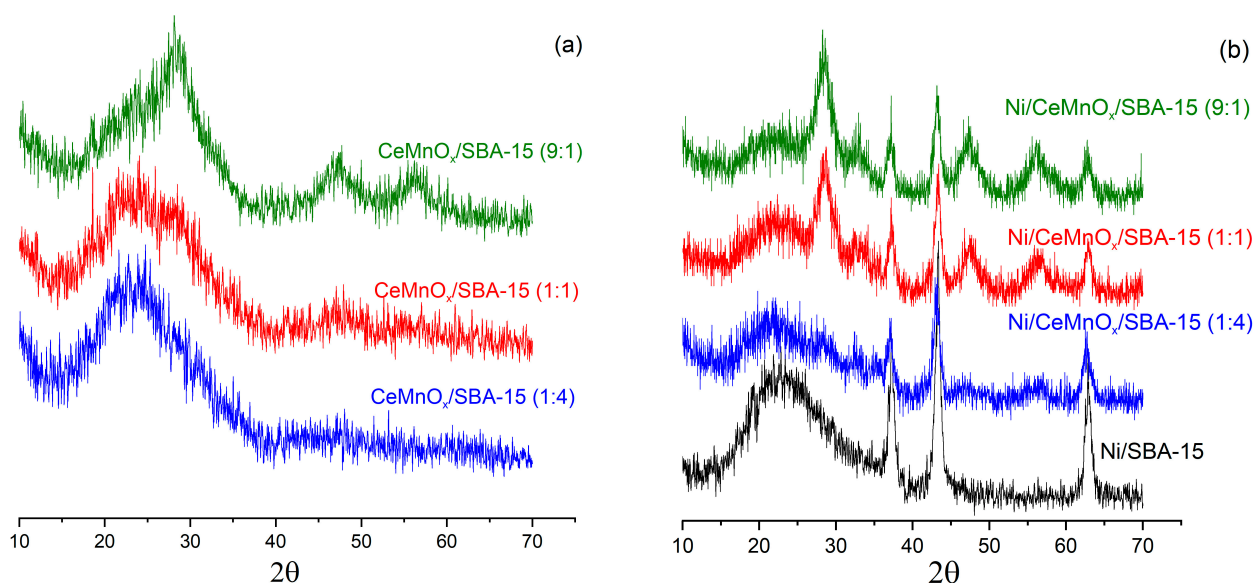 (a)
CeMnOₓ/SBA-15 (9:1)
CeMnOₓ/SBA-15 (1:1)
CeMnOₓ/SBA-15 (1:4)
10 20 30 40 50 60 70
2θ
(b)
Ni/CeMnOₓ/SBA-15 (9:1)
Ni/CeMnOₓ/SBA-15 (1:1)
Ni/CeMnOₓ/SBA-15 (1:4)
Ni/SBA-15
10 20 30 40 50 60 70
2θ